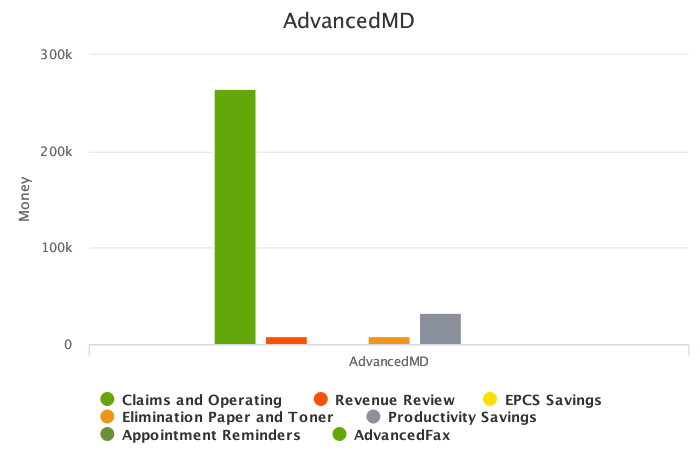 AdvancedMD
300k
200k
100k
0
Money
AdvancedMD
Claims and Operating Revenue Review EPCS Savings
Elimination Paper and Toner Productivity Savings
Appointment Reminders AdvancedFax